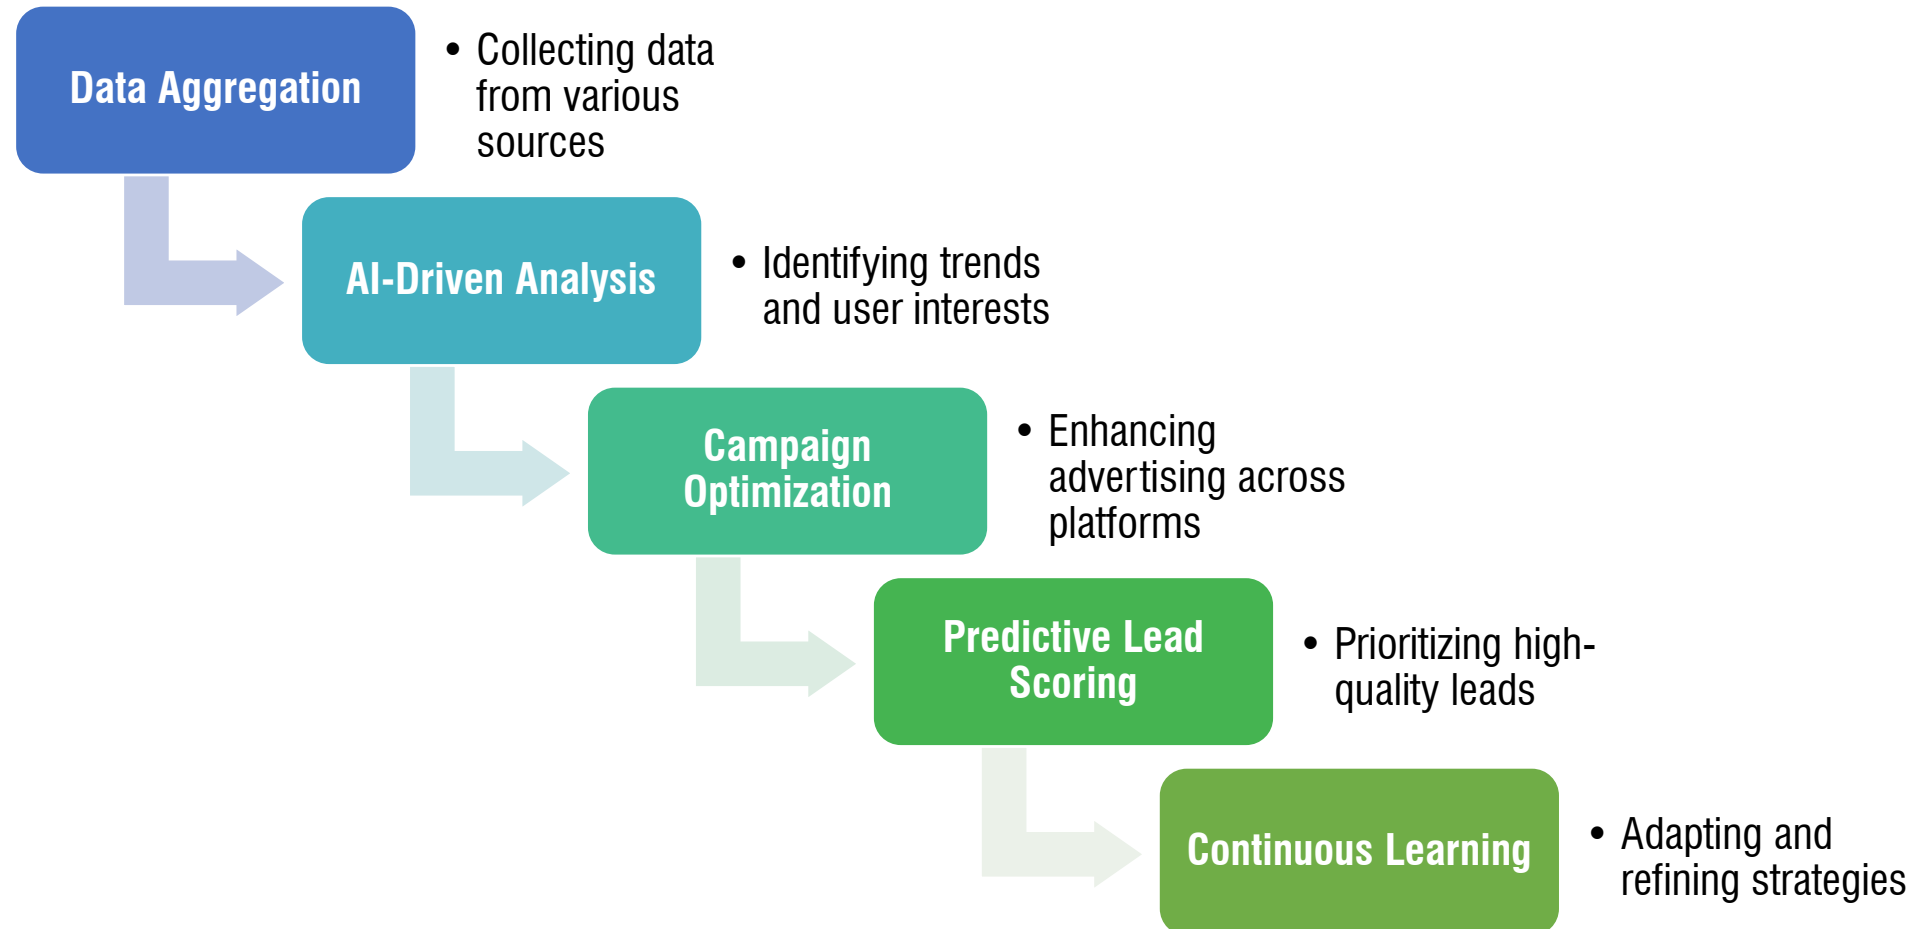 Data Aggregation
• Collecting data
from various
sources
AI-Driven Analysis
• Identifying trends
and user interests
Campaign
Optimization
• Enhancing
advertising across
platforms
Predictive Lead
Scoring
• Prioritizing high-
quality leads
Continuous Learning
• Adapting and
refining strategies